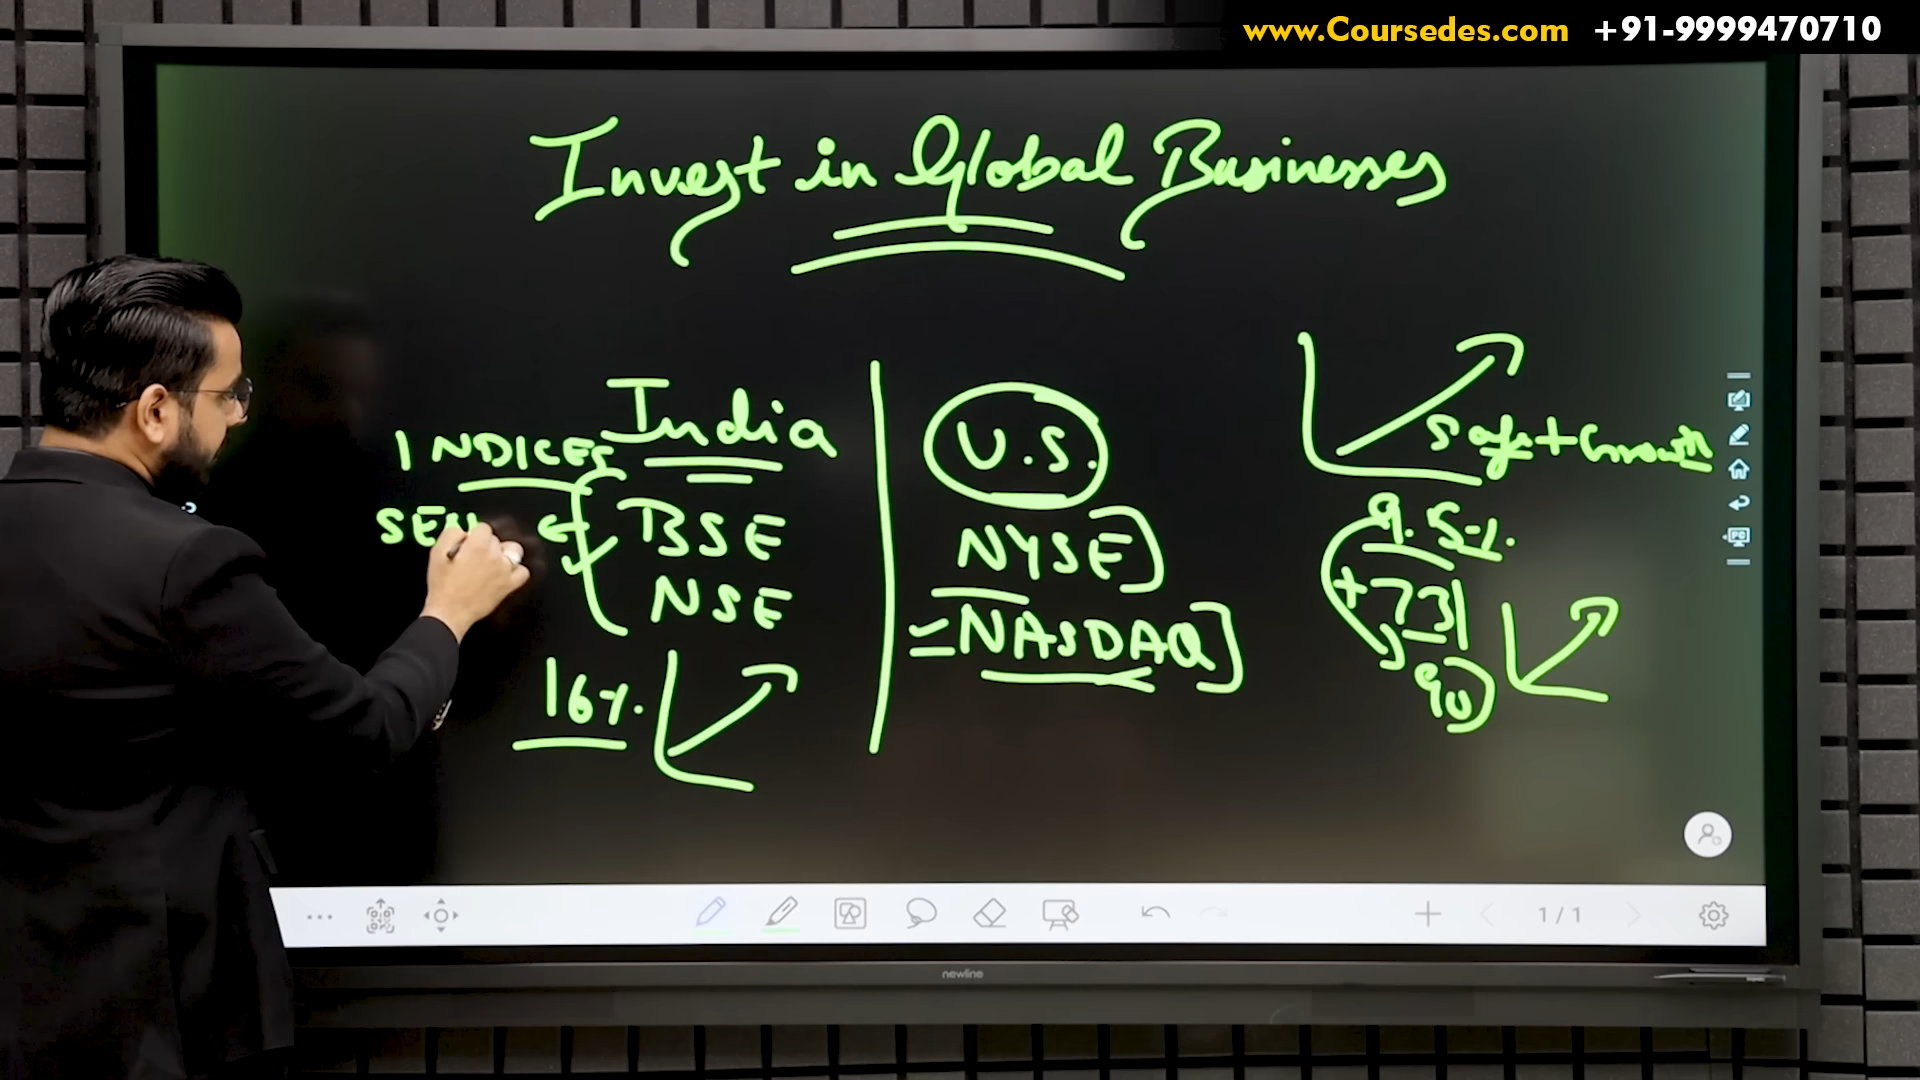 www.Coursedes.com +91-9999470710
Invest in Global Businesses
India
INDICES
BSE
NSE
16%.
U.S.
NYSE
NASDAQ
Safe + Growth
9.5%.
+731
90
1 / 1
newline